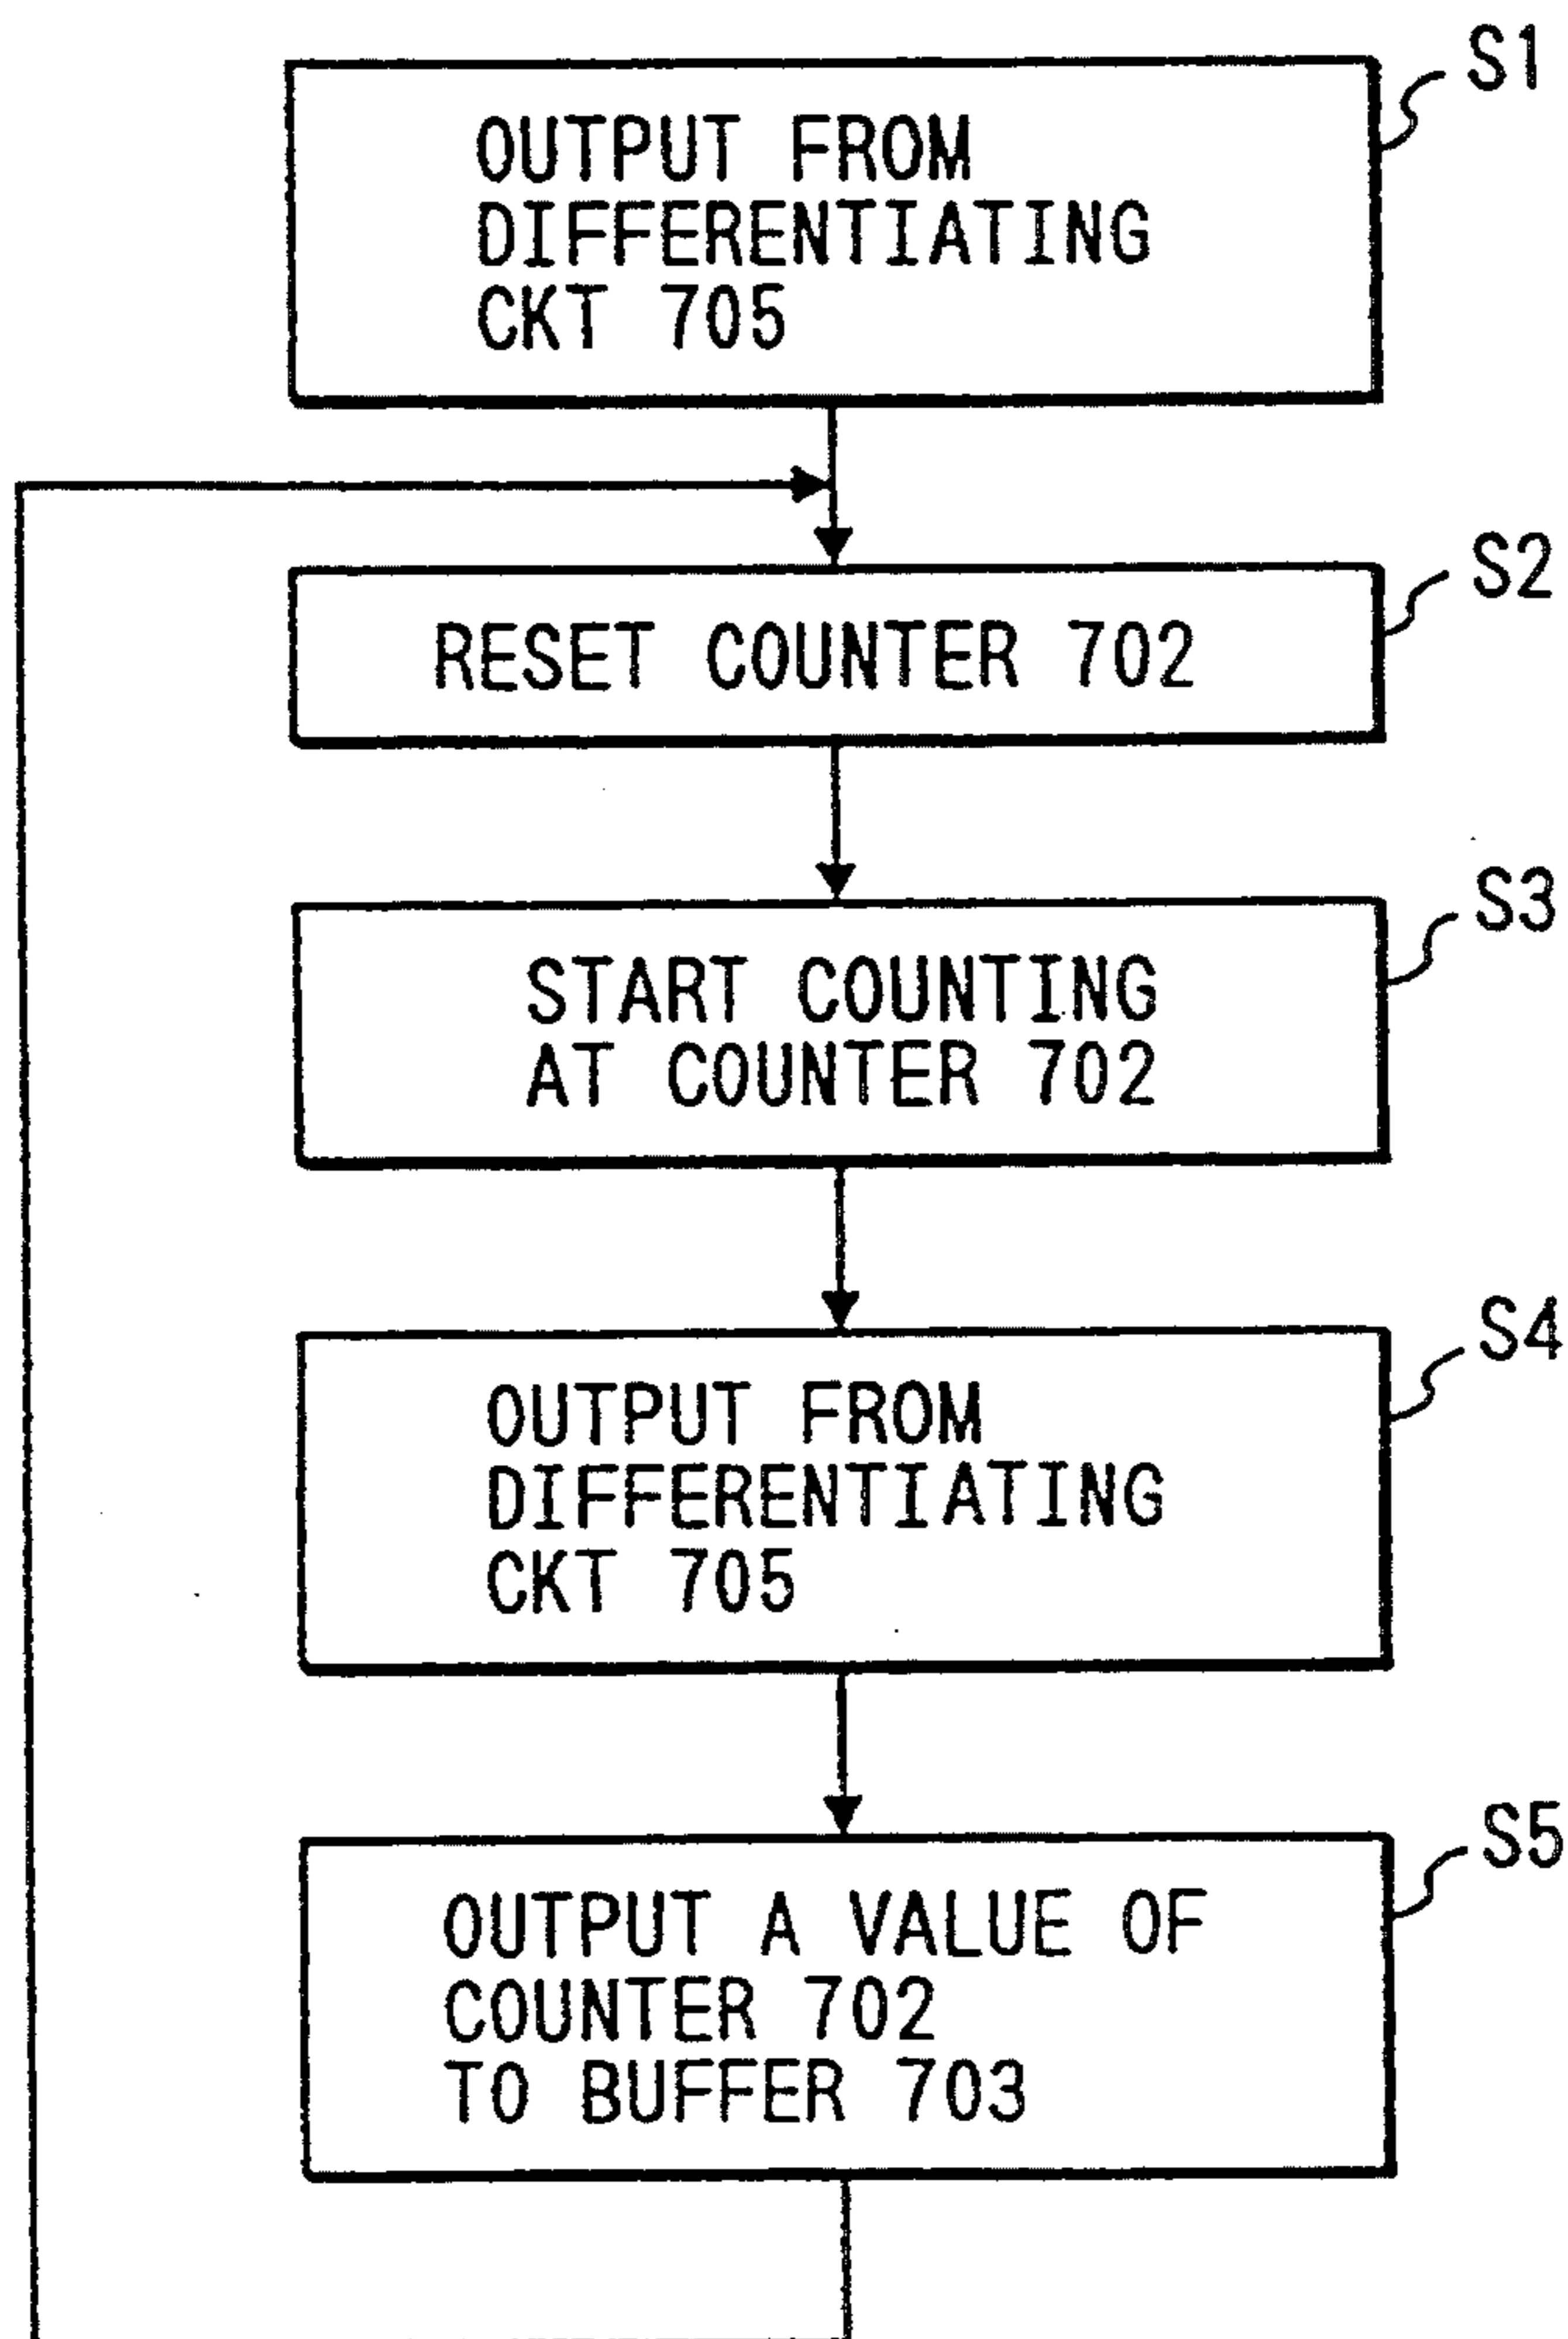 S1
OUTPUT FROM
DIFFERENTIATING
CKT 705
S2
RESET COUNTER 702
S3
START COUNTING
AT COUNTER 702
S4
OUTPUT FROM
DIFFERENTIATING
CKT 705
S5
OUTPUT A VALUE OF
COUNTER 702
TO BUFFER 703